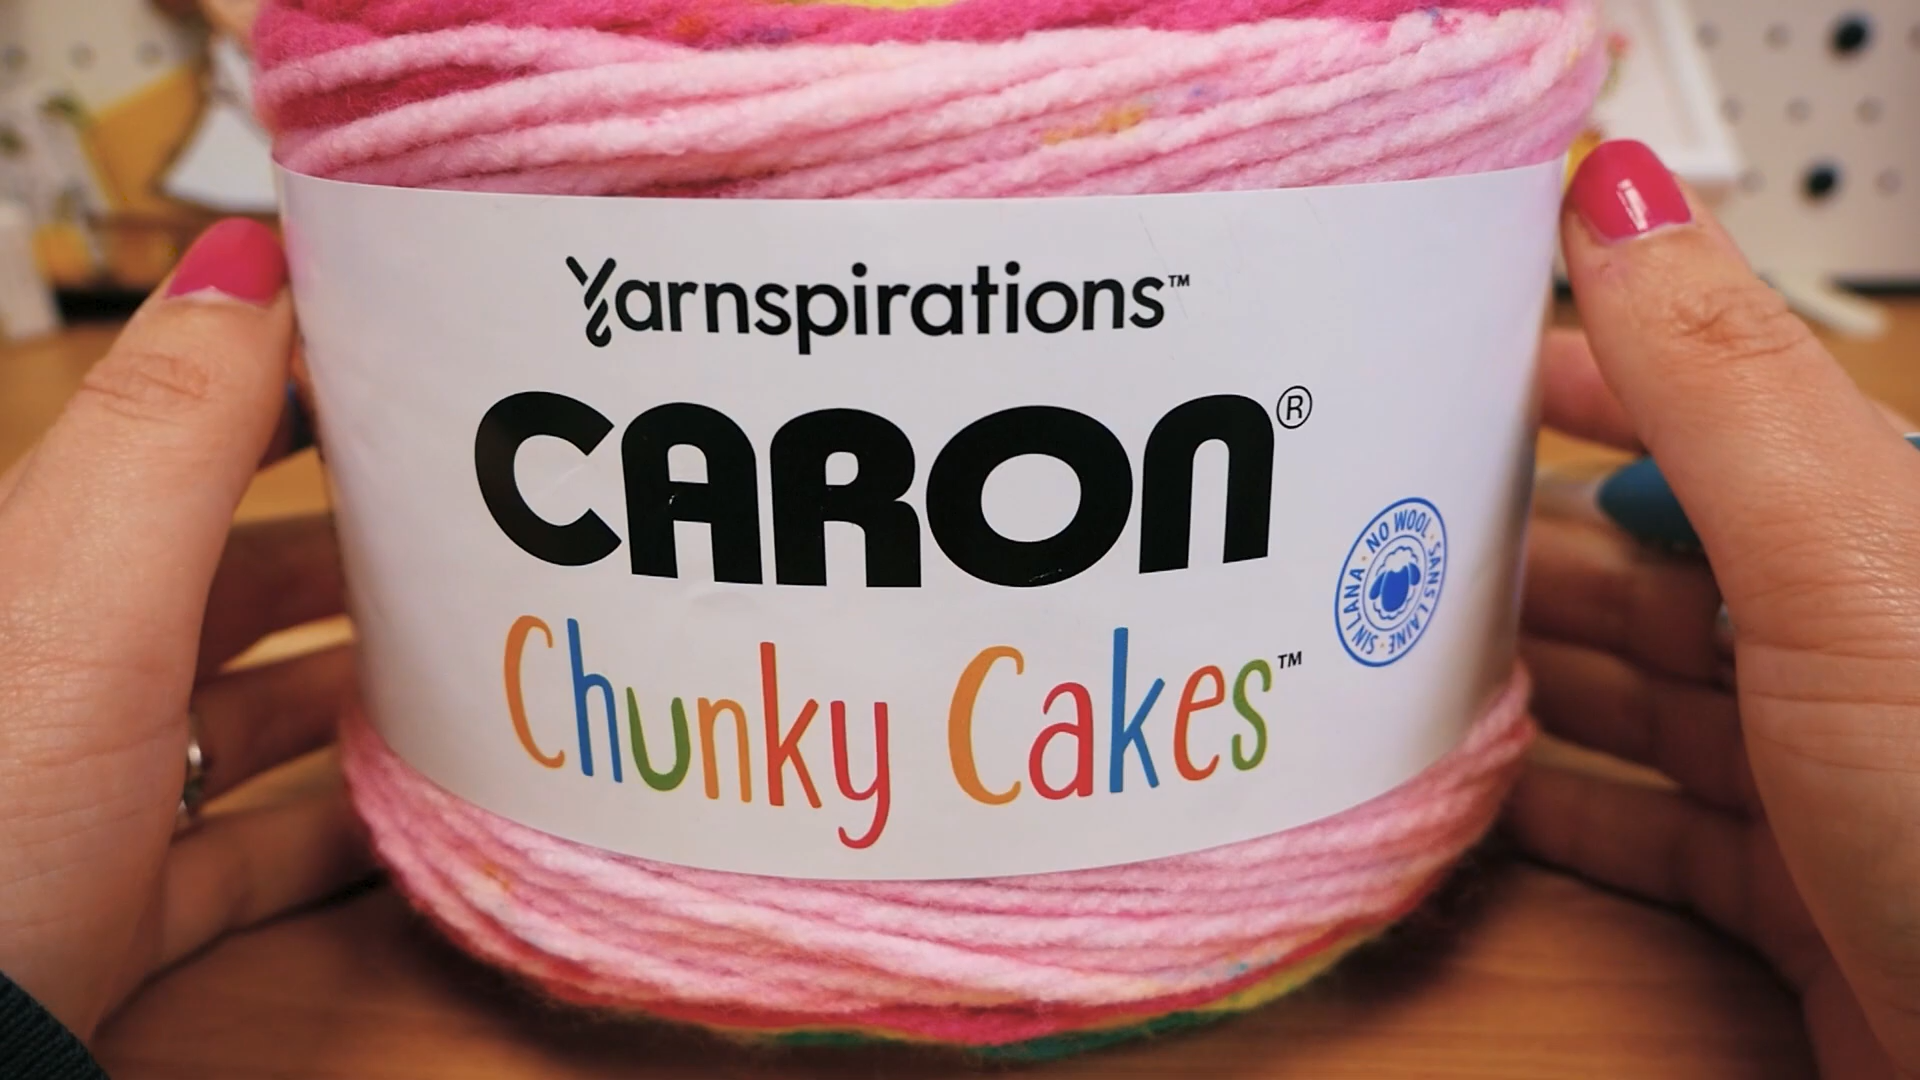 Yarnspirations™
CARON®
Chunky Cakes™
NO WOOL · SANS LAINE · SIN LANA ·